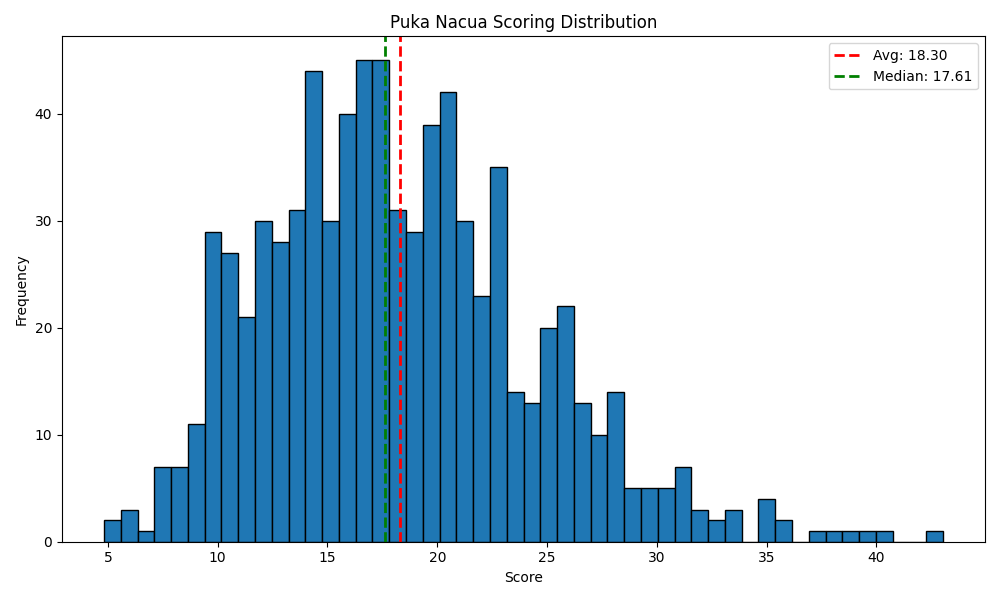 Puka Nacua Scoring Distribution
Avg: 18.30
Median: 17.61
Frequency
40
30
20
10
0
5 10 15 20 25 30 35 40
Score